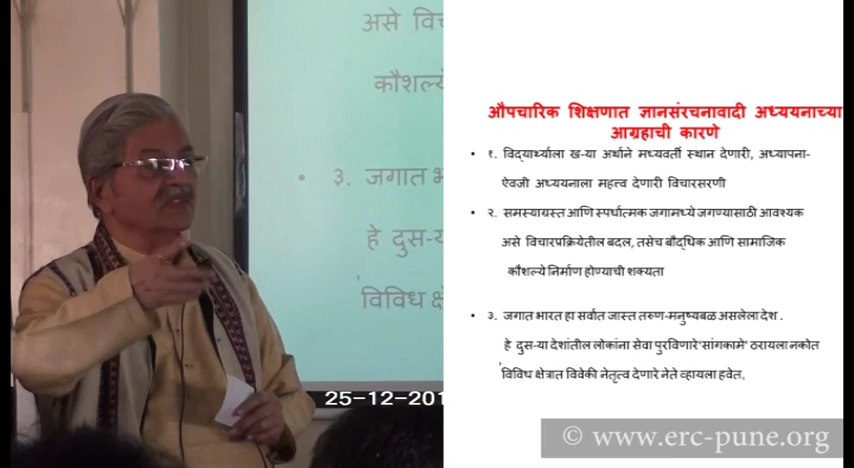 असे
कौशल्ये
• ३. जगात
हे दुस-या
विविध
25-12-201
औपचारिक शिक्षणात ज्ञानसंरचनावादी अध्ययनाच्या
आग्रहाची कारणे
• १. विद्यार्थ्याला ख-या अर्थाने मध्यवर्ती स्थान देणारी, अध्यापना-
ऐवजी अध्ययनाला महत्व देणारी विचारसरणी
• २. समस्याग्रस्त आणि स्पर्धात्मक जगामध्ये जगण्यासाठी आवश्यक
असे विचारप्रक्रियेतील बदल, तसेच बौद्धिक आणि सामाजिक
कौशल्ये निर्माण होण्याची शक्यता
• ३. जगात भारत हा सर्वात जास्त तरुण-मनुष्यबळ असलेला देश .
हे दुस-या देशांतील लोकांना सेवा पुरविणारे 'सांगकामे' ठरायला नकोत
'विविध क्षेत्रात विवेकी नेतृत्व देणारे नेते व्हायला हवेत,
© www.erc-pune.org